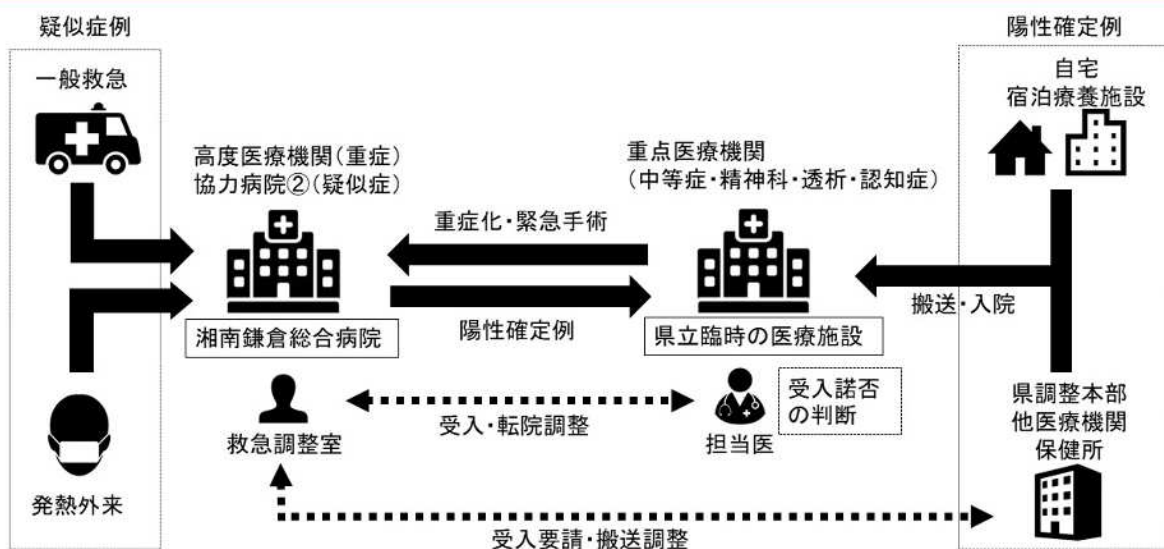 疑似症例
一般救急
発熱外来
高度医療機関(重症)
協力病院②(疑似症)
湘南鎌倉総合病院
救急調整室
重症化・緊急手術
陽性確定例
受入・転院調整
重点医療機関
(中等症・精神科・透析・認知症)
県立臨時の医療施設
担当医
受入諾否
の判断
受入要請・搬送調整
陽性確定例
自宅
宿泊療養施設
搬送・入院
県調整本部
他医療機関
保健所